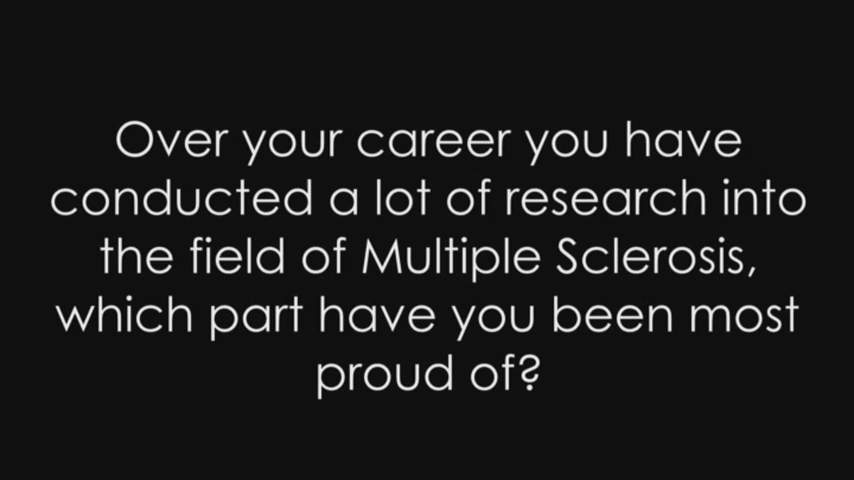 Over your career you have
conducted a lot of research into
the field of Multiple Sclerosis,
which part have you been most
proud of?